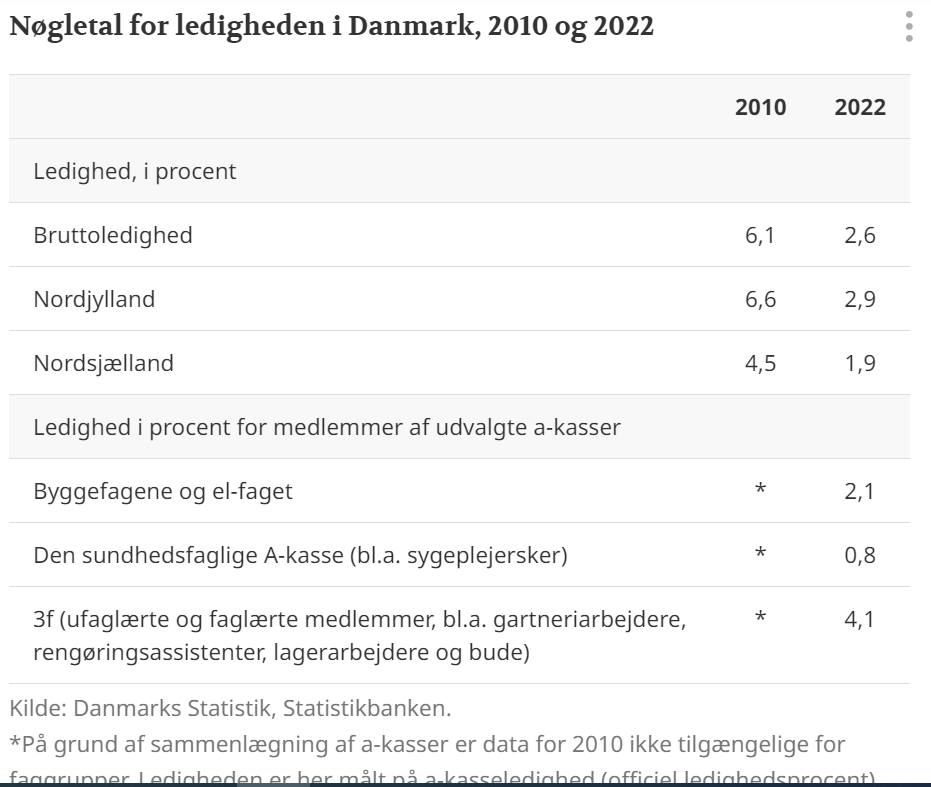 Nøgletal for ledigheden i Danmark, 2010 og 2022
2010 2022
Ledighed, i procent
Bruttoledighed 6,1 2,6
Nordjylland 6,6 2,9
Nordsjælland 4,5 1,9
Ledighed i procent for medlemmer af udvalgte a-kasser
Byggefagene og el-faget * 2,1
Den sundhedsfaglige A-kasse (bl.a. sygeplejersker) * 0,8
3f (ufaglærte og faglærte medlemmer, bl.a. gartneriarbejdere, * 4,1
rengøringsassistenter, lagerarbejdere og bude)
Kilde: Danmarks Statistik, Statistikbanken.
*På grund af sammenlægning af a-kasser er data for 2010 ikke tilgængelige for
faggrupper. Ledigheden er her målt på a-kasseledighed (officiel ledighedsprocent)